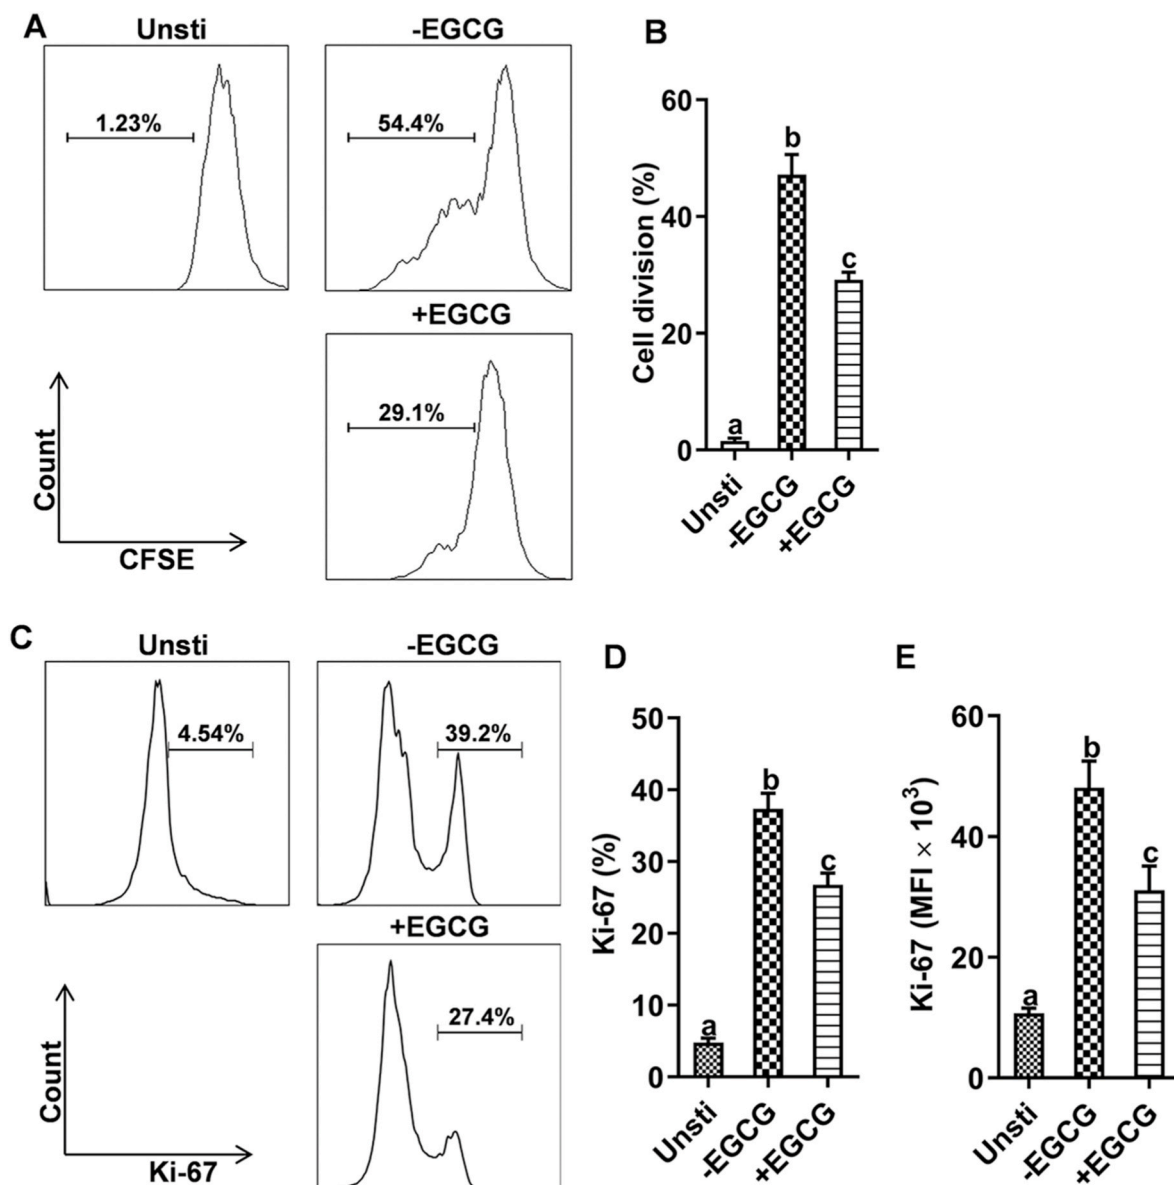 A
Unsti
-EGCG
1.23%
54.4%
+EGCG
29.1%
Count
CFSE
B
Cell division (%)
60
40
20
0
a
b
c
Unsti
-EGCG
+EGCG
C
Unsti
-EGCG
4.54%
39.2%
+EGCG
27.4%
Count
Ki-67
D
Ki-67 (%)
50
40
30
20
10
0
a
b
c
Unsti
-EGCG
+EGCG
E
Ki-67 (MFI × 10³)
60
40
20
0
a
b
c
Unsti
-EGCG
+EGCG